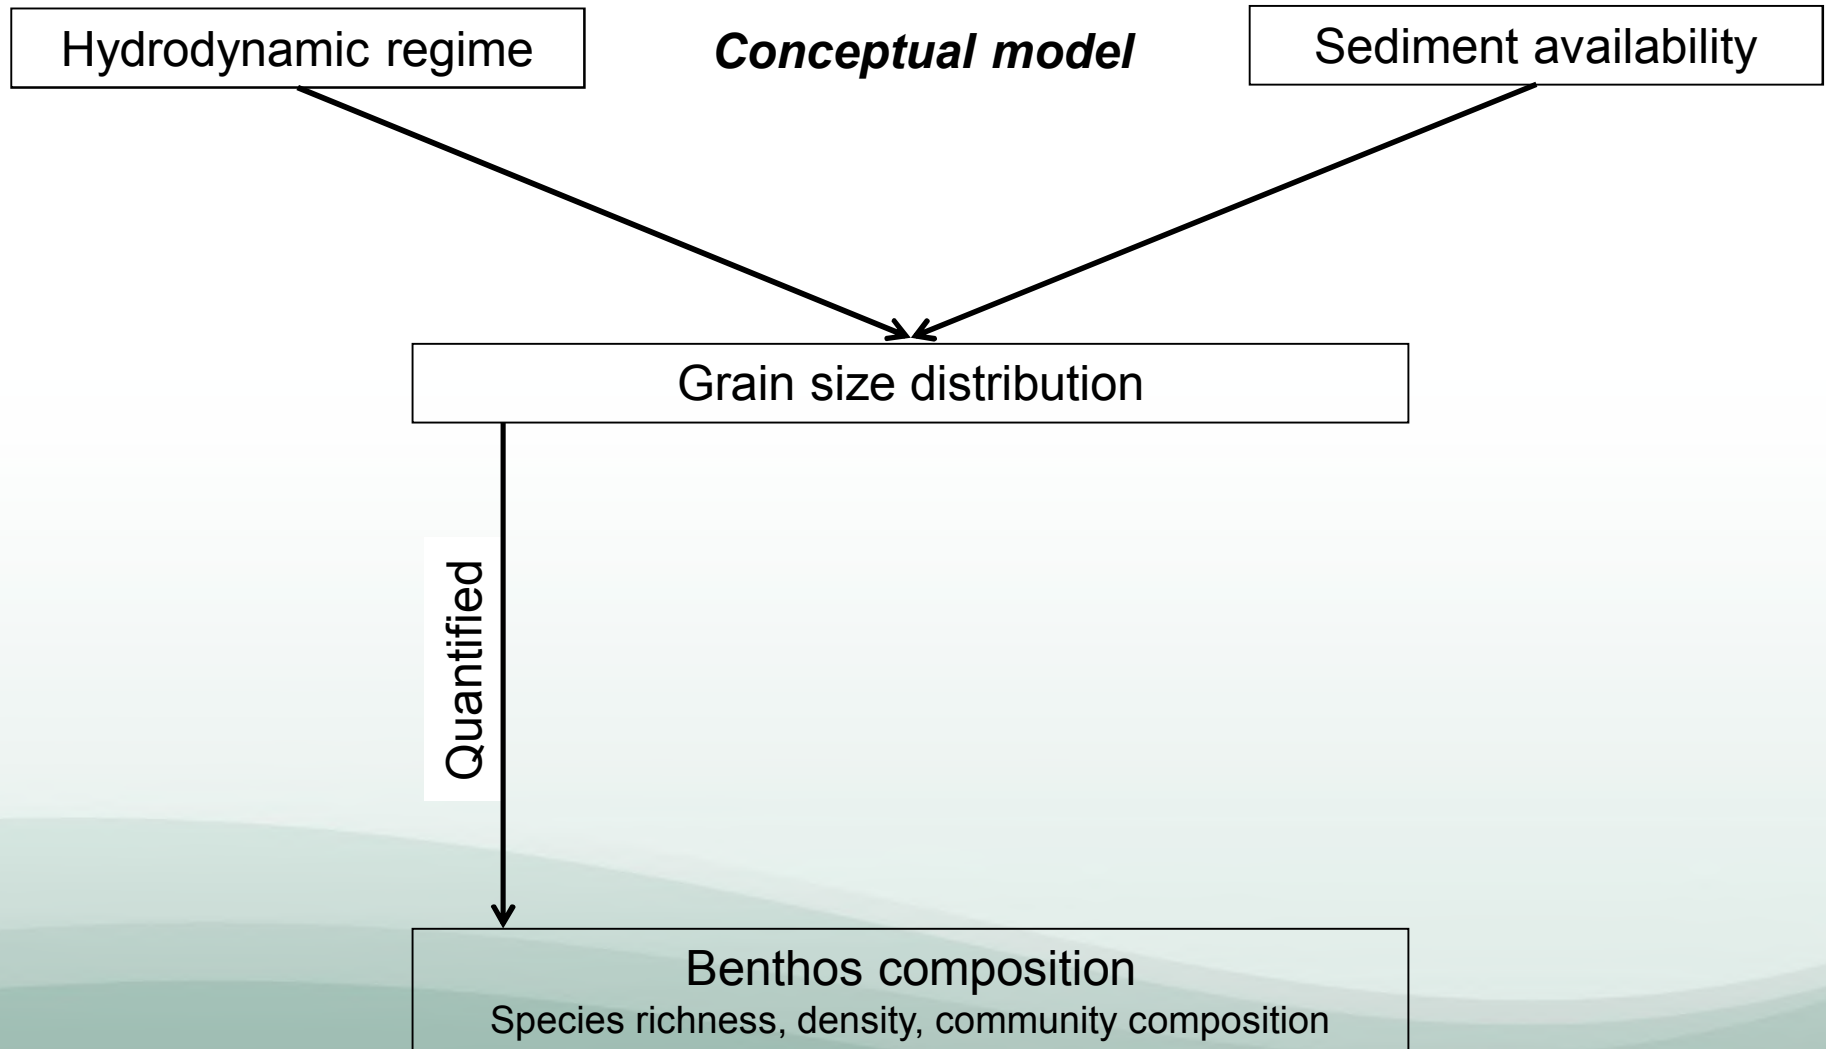 Hydrodynamic regime
Conceptual model
Sediment availability
Grain size distribution
Quantified
Benthos composition
Species richness, density, community composition